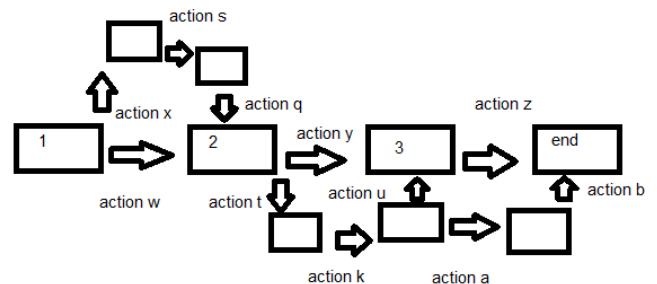 action s
action x
action q
action z
1
2
action y
3
end
action w
action t
action u
action b
action k
action a